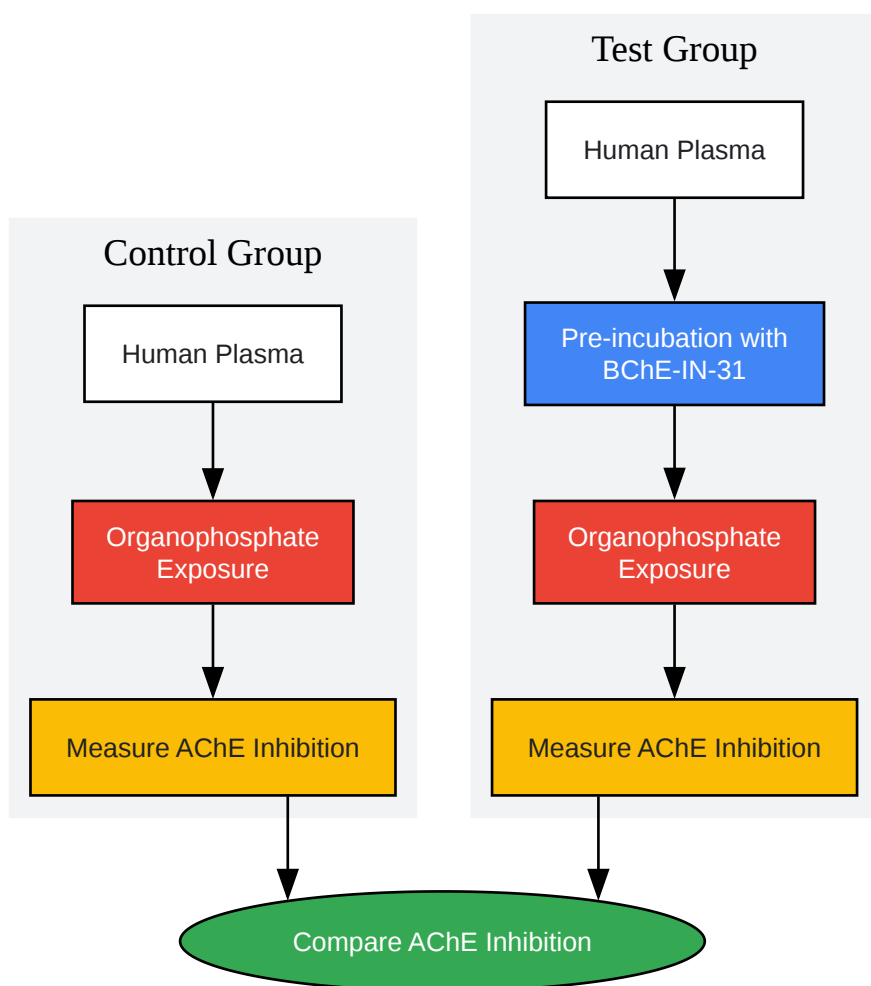 Control Group
Human Plasma
Organophosphate
Exposure
Measure AChE Inhibition
Test Group
Human Plasma
Pre-incubation with
BChE-IN-31
Organophosphate
Exposure
Measure AChE Inhibition
Compare AChE Inhibition